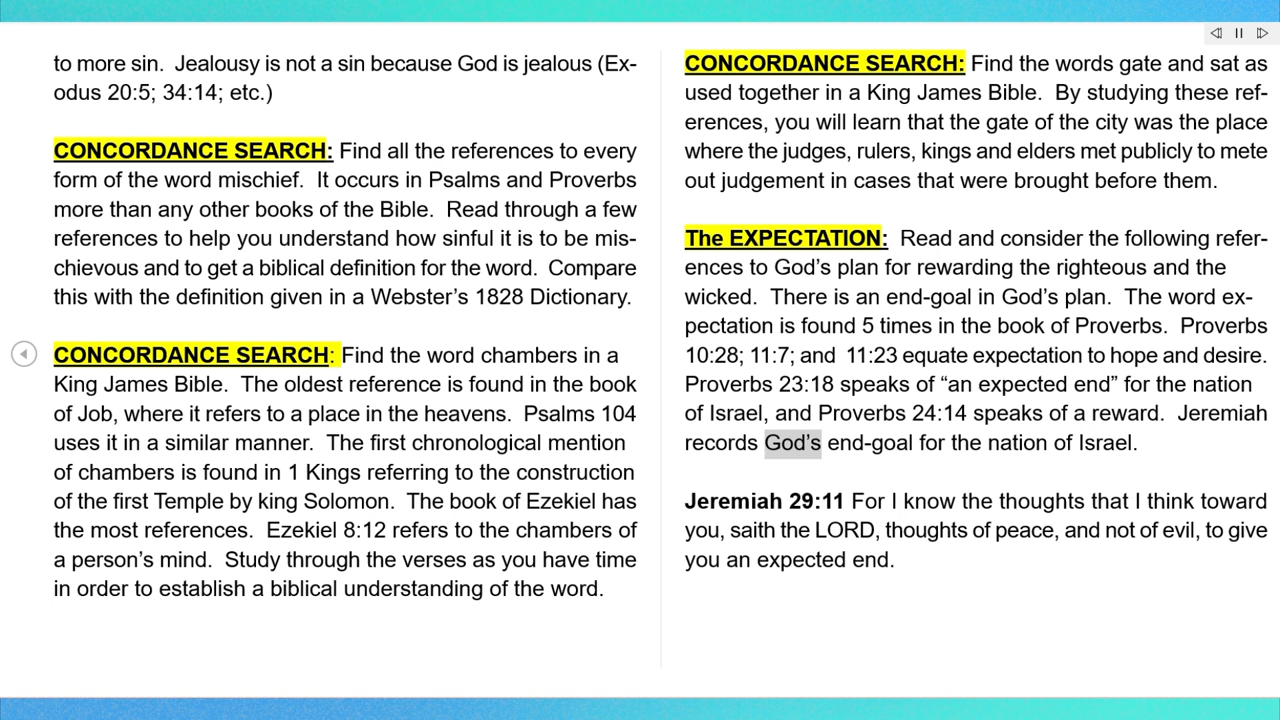 to more sin.  Jealousy is not a sin because God is jealous (Ex-
odus 20:5; 34:14; etc.)
CONCORDANCE SEARCH: Find all the references to every
form of the word mischief.  It occurs in Psalms and Proverbs
more than any other books of the Bible.  Read through a few
references to help you understand how sinful it is to be mis-
chievous and to get a biblical definition for the word.  Compare
this with the definition given in a Webster’s 1828 Dictionary.
CONCORDANCE SEARCH: Find the word chambers in a
King James Bible.  The oldest reference is found in the book
of Job, where it refers to a place in the heavens.  Psalms 104
uses it in a similar manner.  The first chronological mention
of chambers is found in 1 Kings referring to the construction
of the first Temple by king Solomon.  The book of Ezekiel has
the most references.  Ezekiel 8:12 refers to the chambers of
a person’s mind.  Study through the verses as you have time
in order to establish a biblical understanding of the word.
CONCORDANCE SEARCH: Find the words gate and sat as
used together in a King James Bible.  By studying these ref-
erences, you will learn that the gate of the city was the place
where the judges, rulers, kings and elders met publicly to mete
out judgement in cases that were brought before them.
The EXPECTATION:  Read and consider the following refer-
ences to God’s plan for rewarding the righteous and the
wicked.  There is an end-goal in God’s plan.  The word ex-
pectation is found 5 times in the book of Proverbs.  Proverbs
10:28; 11:7; and  11:23 equate expectation to hope and desire.
Proverbs 23:18 speaks of “an expected end” for the nation
of Israel, and Proverbs 24:14 speaks of a reward.  Jeremiah
records God’s end-goal for the nation of Israel.
Jeremiah 29:11 For I know the thoughts that I think toward
you, saith the LORD, thoughts of peace, and not of evil, to give
you an expected end.